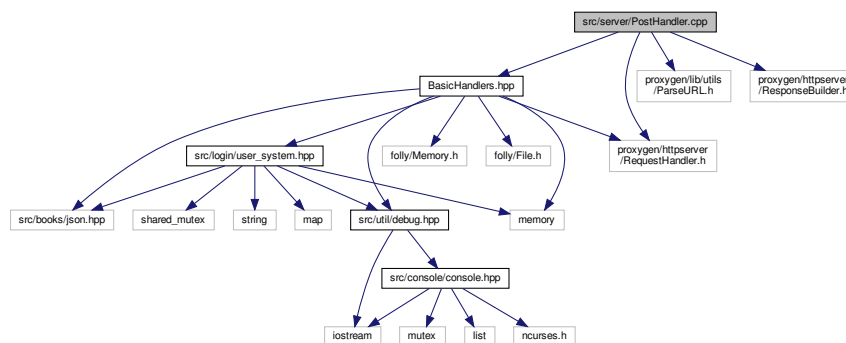 src/server/PostHandler.cpp
BasicHandlers.hpp
proxygen/lib/utils
/ParseURL.h
proxygen/httpserver
/ResponseBuilder.h
src/login/user_system.hpp
folly/Memory.h
folly/File.h
proxygen/httpserver
/RequestHandler.h
src/books/json.hpp
shared_mutex
string
map
src/util/debug.hpp
memory
src/console/console.hpp
iostream
mutex
list
ncurses.h